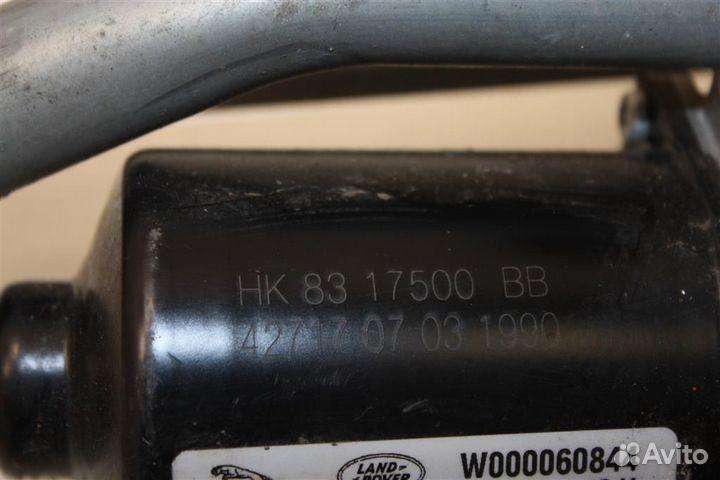 HK 83 17500 BB
42717 07 03 1990
LAND ROVER W000060844
Avito